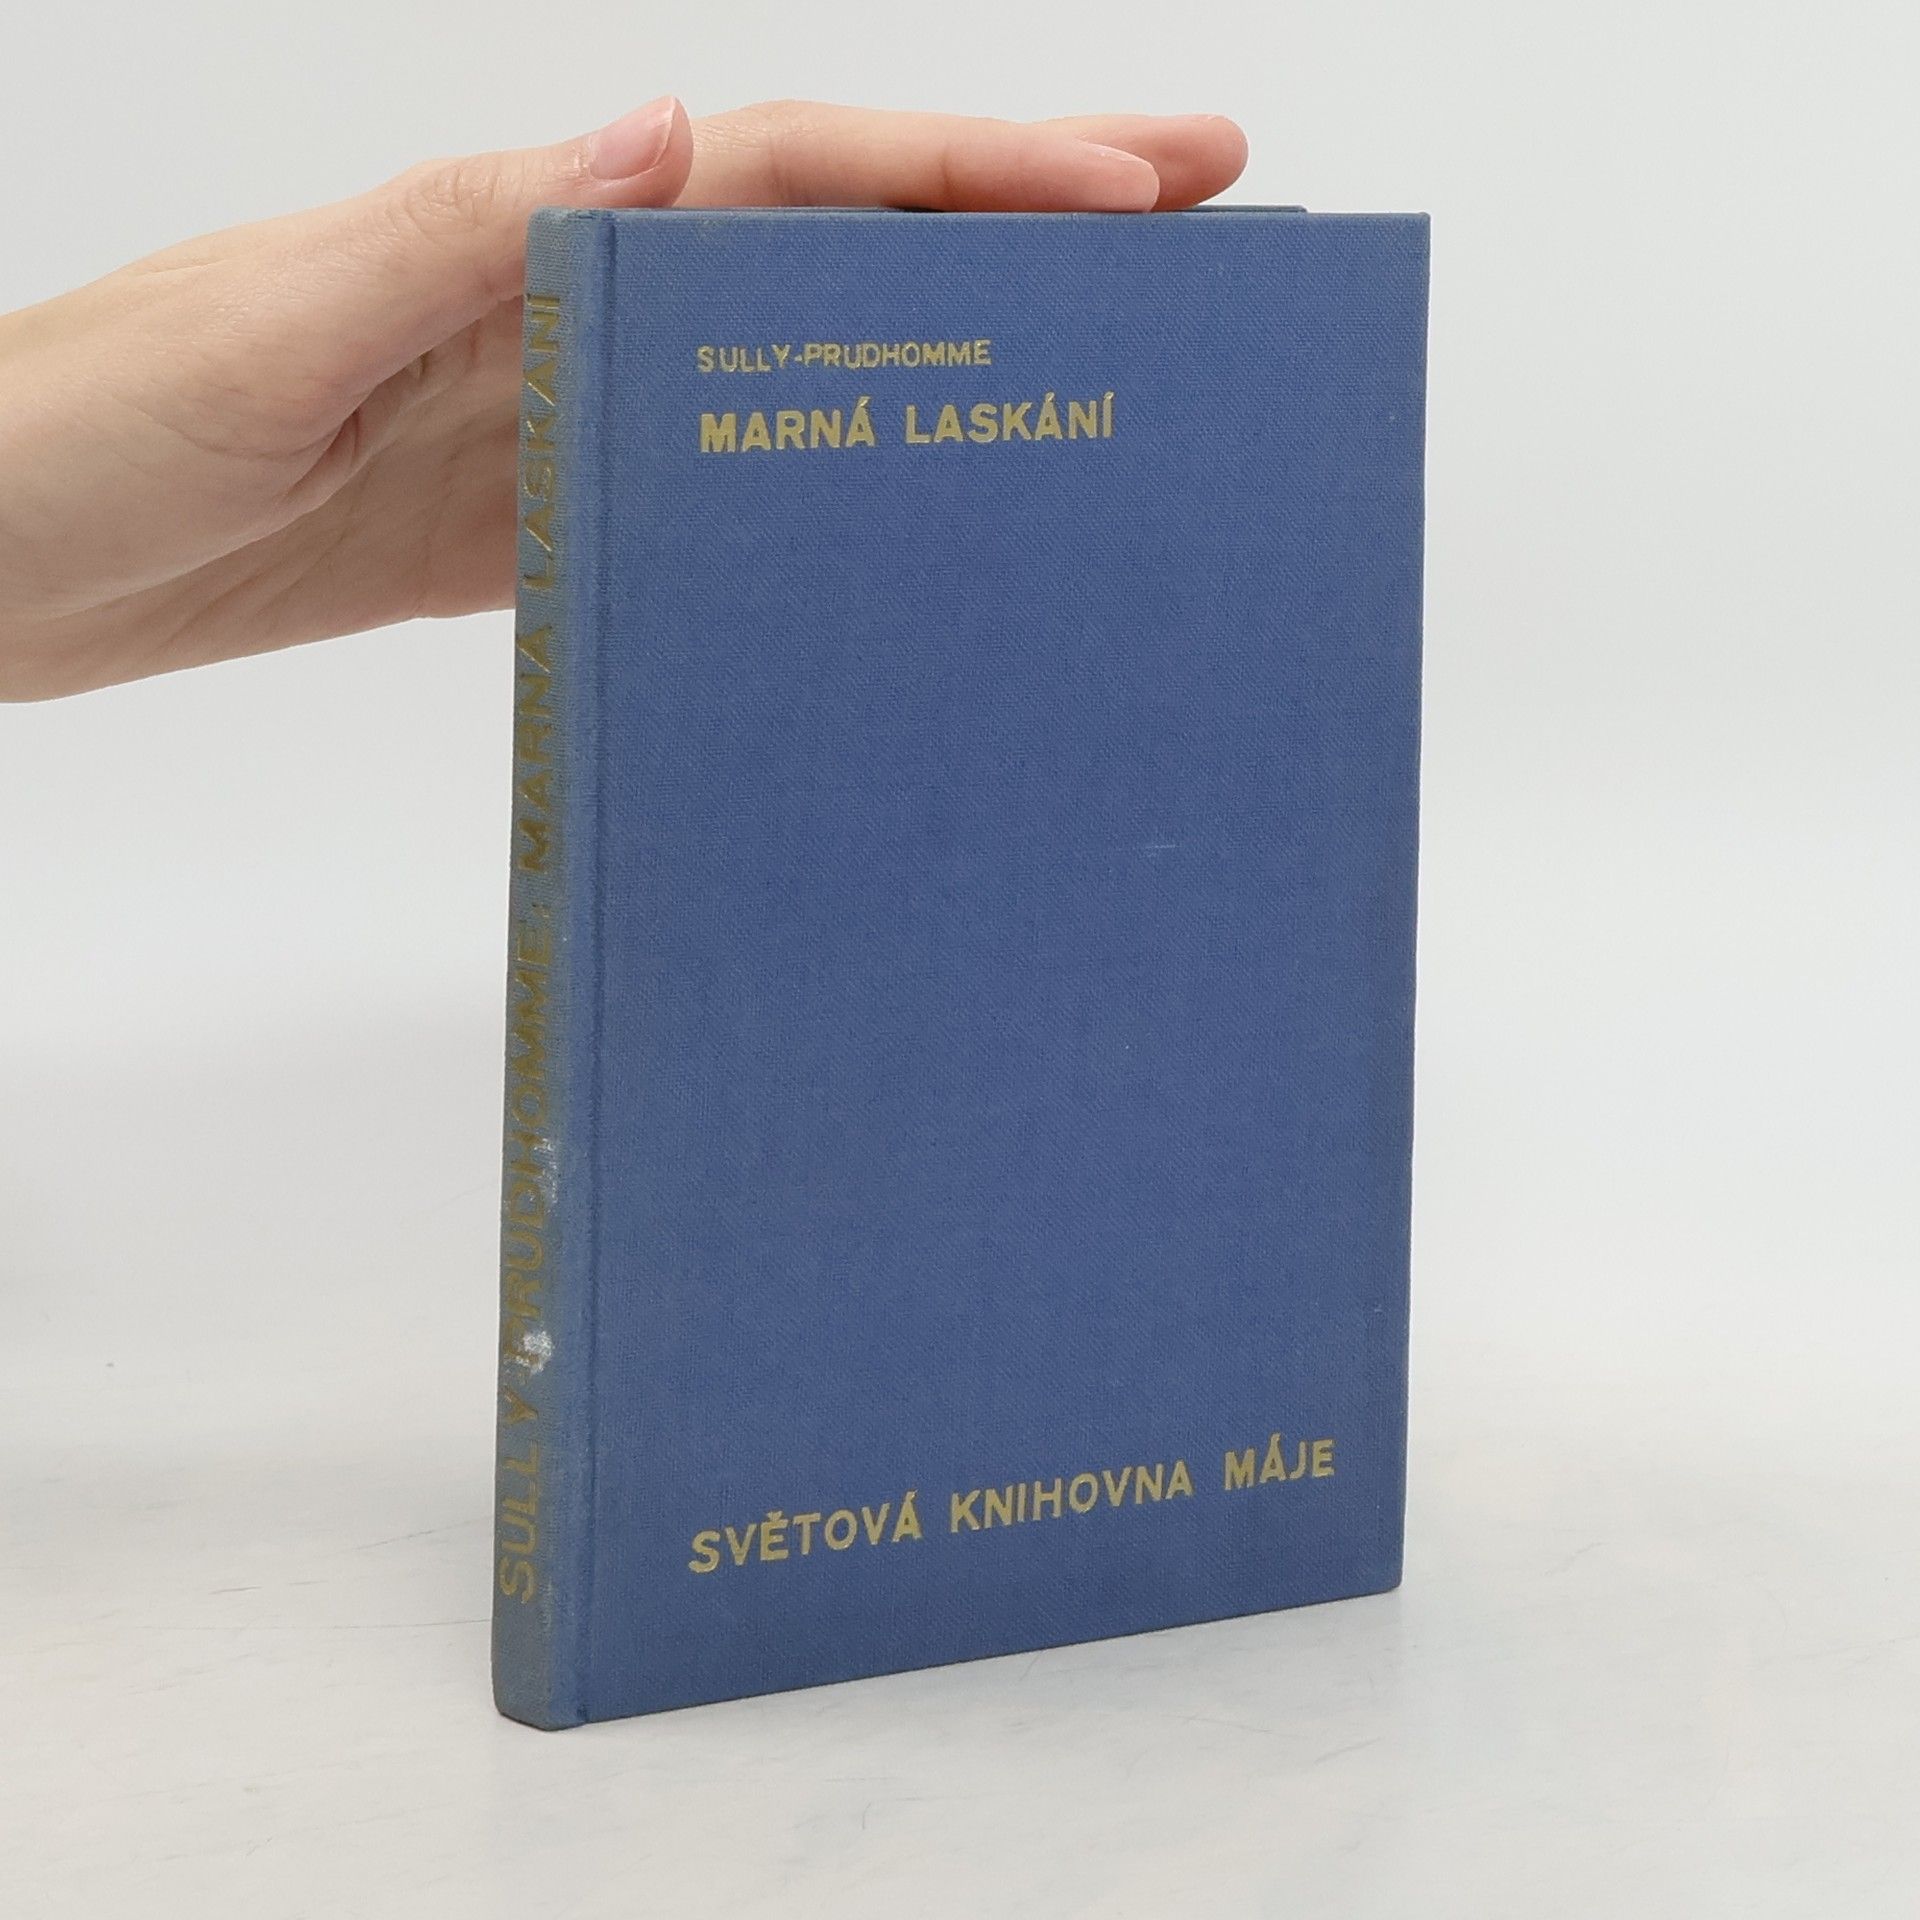 SULLY-PRUDHOMME
MARNÁ LASKÁNÍ
SVĚTOVÁ KNIHOVNA MÁJE
SULLY-PRUDHOMME: MARNÁ LASKÁNÍ